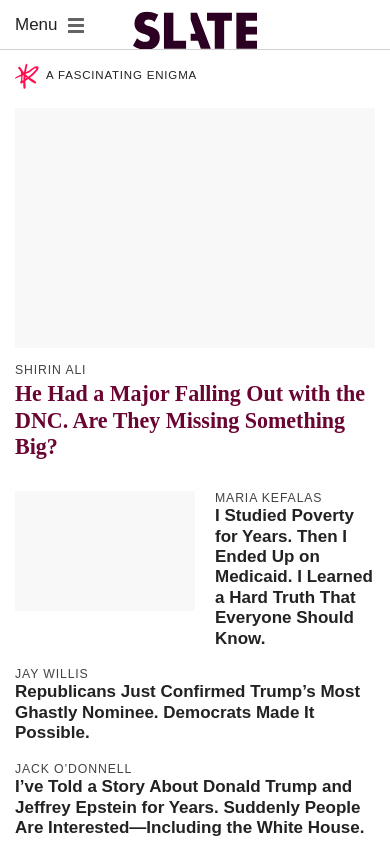 Menu
SLATE
A FASCINATING ENIGMA
SHIRIN ALI
He Had a Major Falling Out with the
DNC. Are They Missing Something
Big?
MARIA KEFALAS
I Studied Poverty
for Years. Then I
Ended Up on
Medicaid. I Learned
a Hard Truth That
Everyone Should
Know.
JAY WILLIS
Republicans Just Confirmed Trump’s Most
Ghastly Nominee. Democrats Made It
Possible.
JACK O’DONNELL
I’ve Told a Story About Donald Trump and
Jeffrey Epstein for Years. Suddenly People
Are Interested—Including the White House.